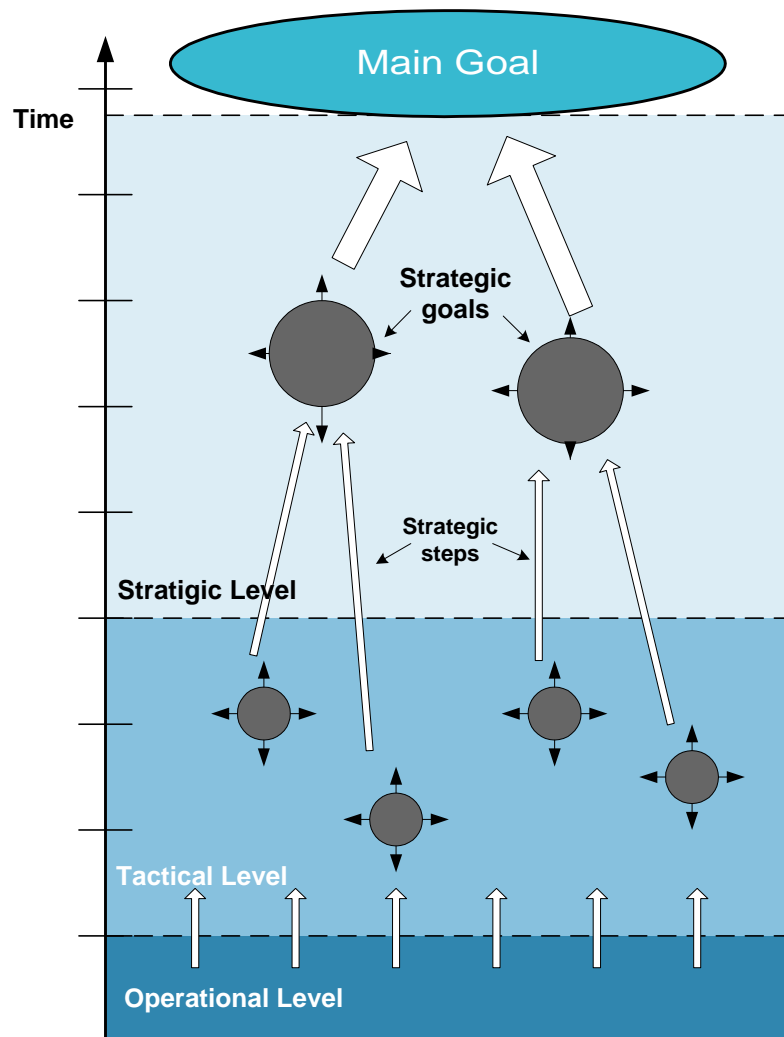 Main Goal
Time
Strategic
goals
Strategic
steps
Stratigic Level
Tactical Level
Operational Level